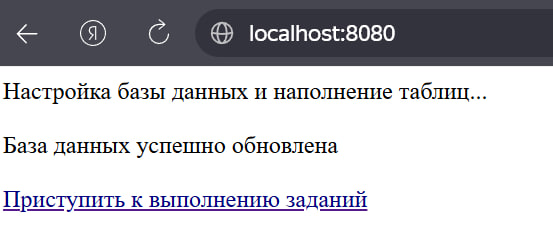 Я localhost:8080
Настройка базы данных и наполнение таблиц...
База данных успешно обновлена
Приступить к выполнению заданий